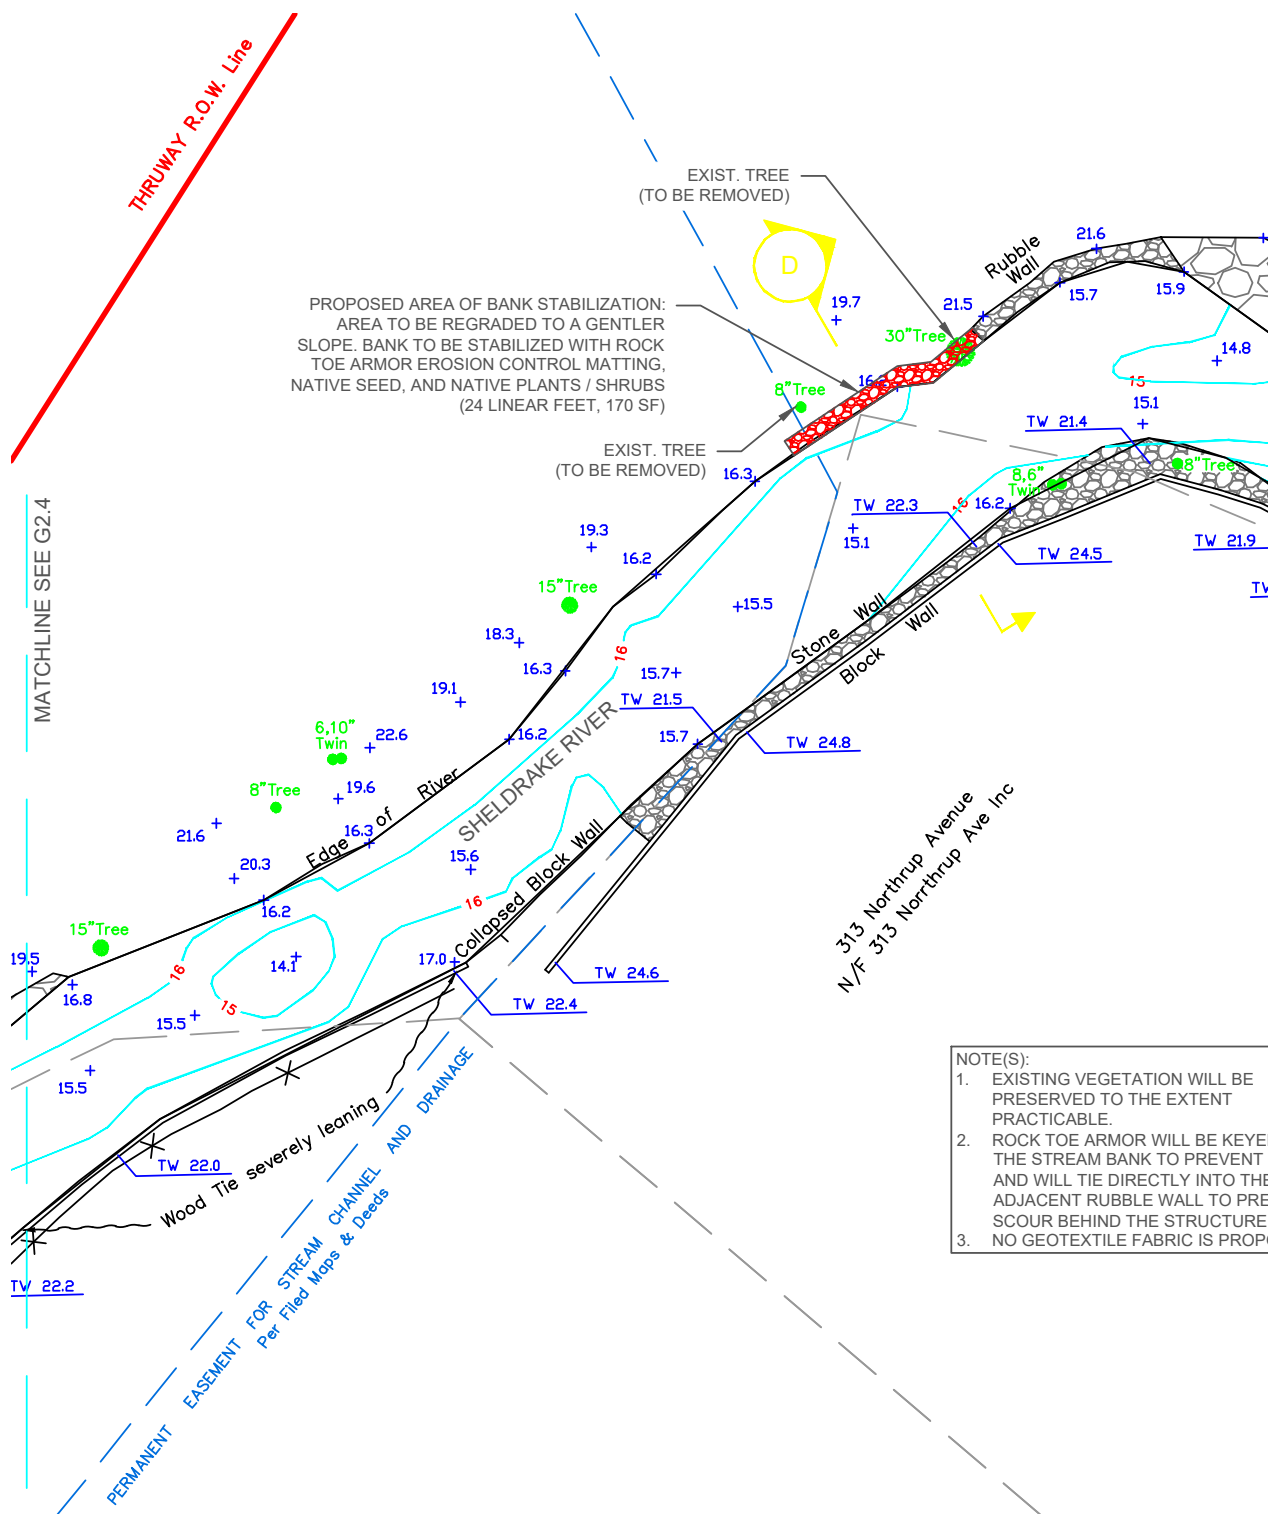 THRUWAY R.O.W. Line
EXIST. TREE
(TO BE REMOVED)
D
19.7
Rubble
Wall
21.6
21.5
15.7
15.9
14.8
15
15.1
30"Tree
PROPOSED AREA OF BANK STABILIZATION:
AREA TO BE REGRADED TO A GENTLER
SLOPE. BANK TO BE STABILIZED WITH ROCK
TOE ARMOR EROSION CONTROL MATTING,
NATIVE SEED, AND NATIVE PLANTS / SHRUBS
(24 LINEAR FEET, 170 SF)
8"Tree
EXIST. TREE
(TO BE REMOVED)
16.3
TW 21.4
8"Tree
8,6"
Twin
16
16.2
TW 22.3
15.1
TW 24.5
TW 21.9
MATCHLINE SEE G2.4
19.3
16.2
15"Tree
15.5
18.3
16.3
16
15.7
Stone Wall
Block Wall
19.1
TW 21.5
16.2
15.7
TW 24.8
6,10"
Twin
22.6
8"Tree
19.6
21.6
16.3
Edge of River
SHELDRAKE RIVER
20.3
15.6
16.2
16
Collapsed Block Wall
313 Northrup Avenue
N/F 313 Norrthrup Ave Inc
15"Tree
19.5
16.8
16
14.1
15
15.5
17.0
TW 24.6
TW 22.4
15.5
TW 22.0
Wood Tie severely leaning
TW 22.2
PERMANENT EASEMENT FOR STREAM CHANNEL AND DRAINAGE
Per Filed Maps & Deeds
NOTE(S):
1. EXISTING VEGETATION WILL BE
PRESERVED TO THE EXTENT
PRACTICABLE.
2. ROCK TOE ARMOR WILL BE KEYE
THE STREAM BANK TO PREVENT
AND WILL TIE DIRECTLY INTO THE
ADJACENT RUBBLE WALL TO PRE
SCOUR BEHIND THE STRUCTURE
3. NO GEOTEXTILE FABRIC IS PROP